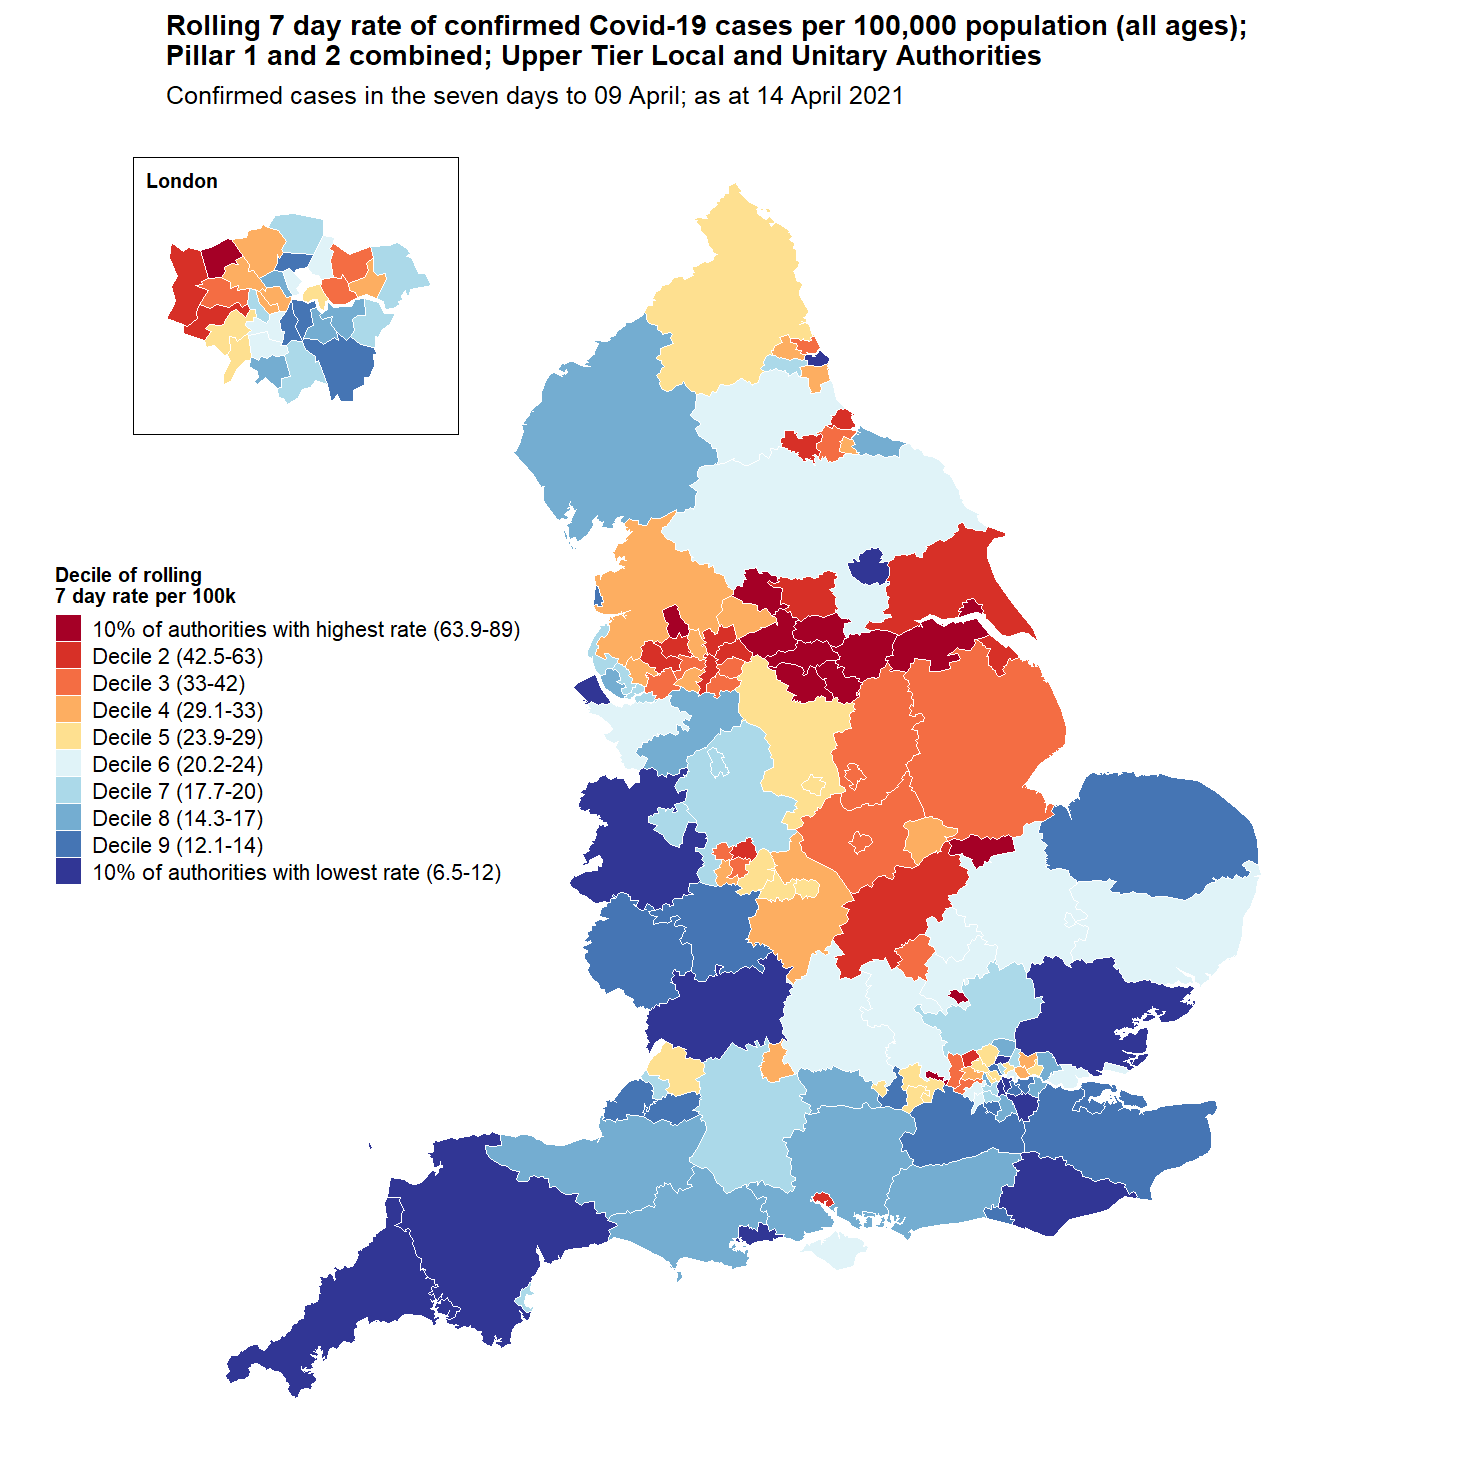 Rolling 7 day rate of confirmed Covid-19 cases per 100,000 population (all ages);
Pillar 1 and 2 combined; Upper Tier Local and Unitary Authorities
Confirmed cases in the seven days to 09 April; as at 14 April 2021
London
Decile of rolling
7 day rate per 100k
10% of authorities with highest rate (63.9-89)
Decile 2 (42.5-63)
Decile 3 (33-42)
Decile 4 (29.1-33)
Decile 5 (23.9-29)
Decile 6 (20.2-24)
Decile 7 (17.7-20)
Decile 8 (14.3-17)
Decile 9 (12.1-14)
10% of authorities with lowest rate (6.5-12)